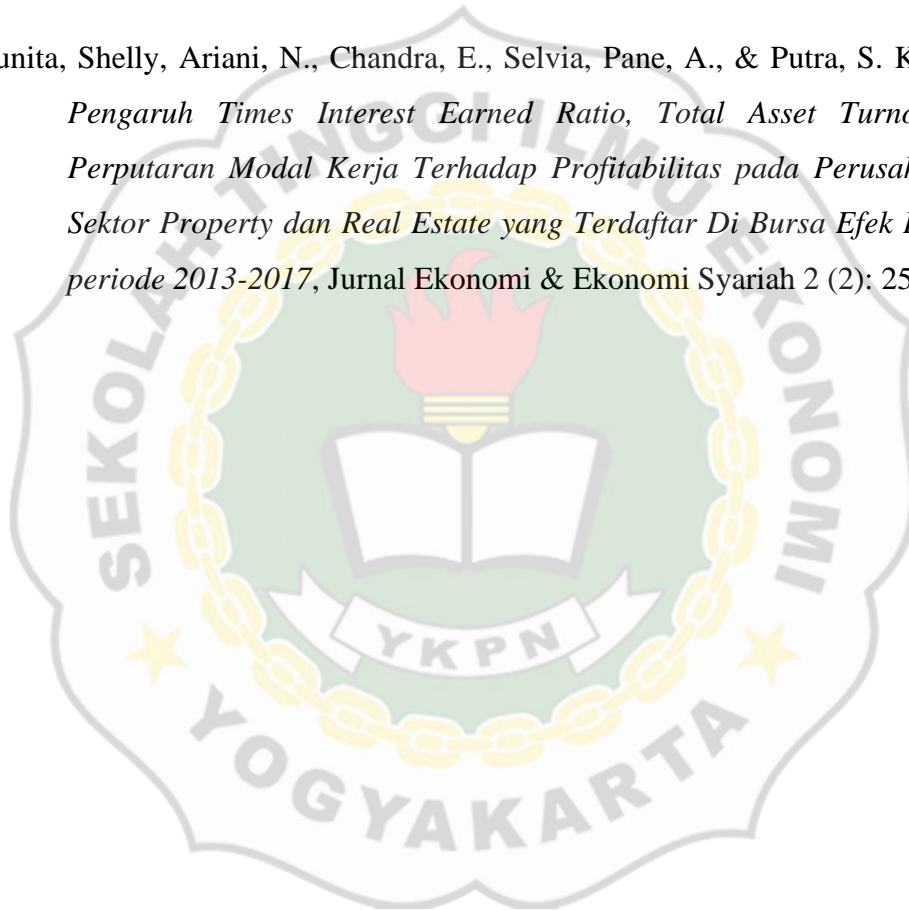 unita, Shelly, Ariani, N., Chandra, E., Selvia, Pane, A., & Putra, S. K
Pengaruh Times Interest Earned Ratio, Total Asset Turno
Perputaran Modal Kerja Terhadap Profitabilitas pada Perusah
Sektor Property dan Real Estate yang Terdaftar Di Bursa Efek
periode 2013-2017, Jurnal Ekonomi & Ekonomi Syariah 2 (2): 25
SEKOLAH TINGGI ILMU EKONOMI
YKPN
YOGYAKARTA